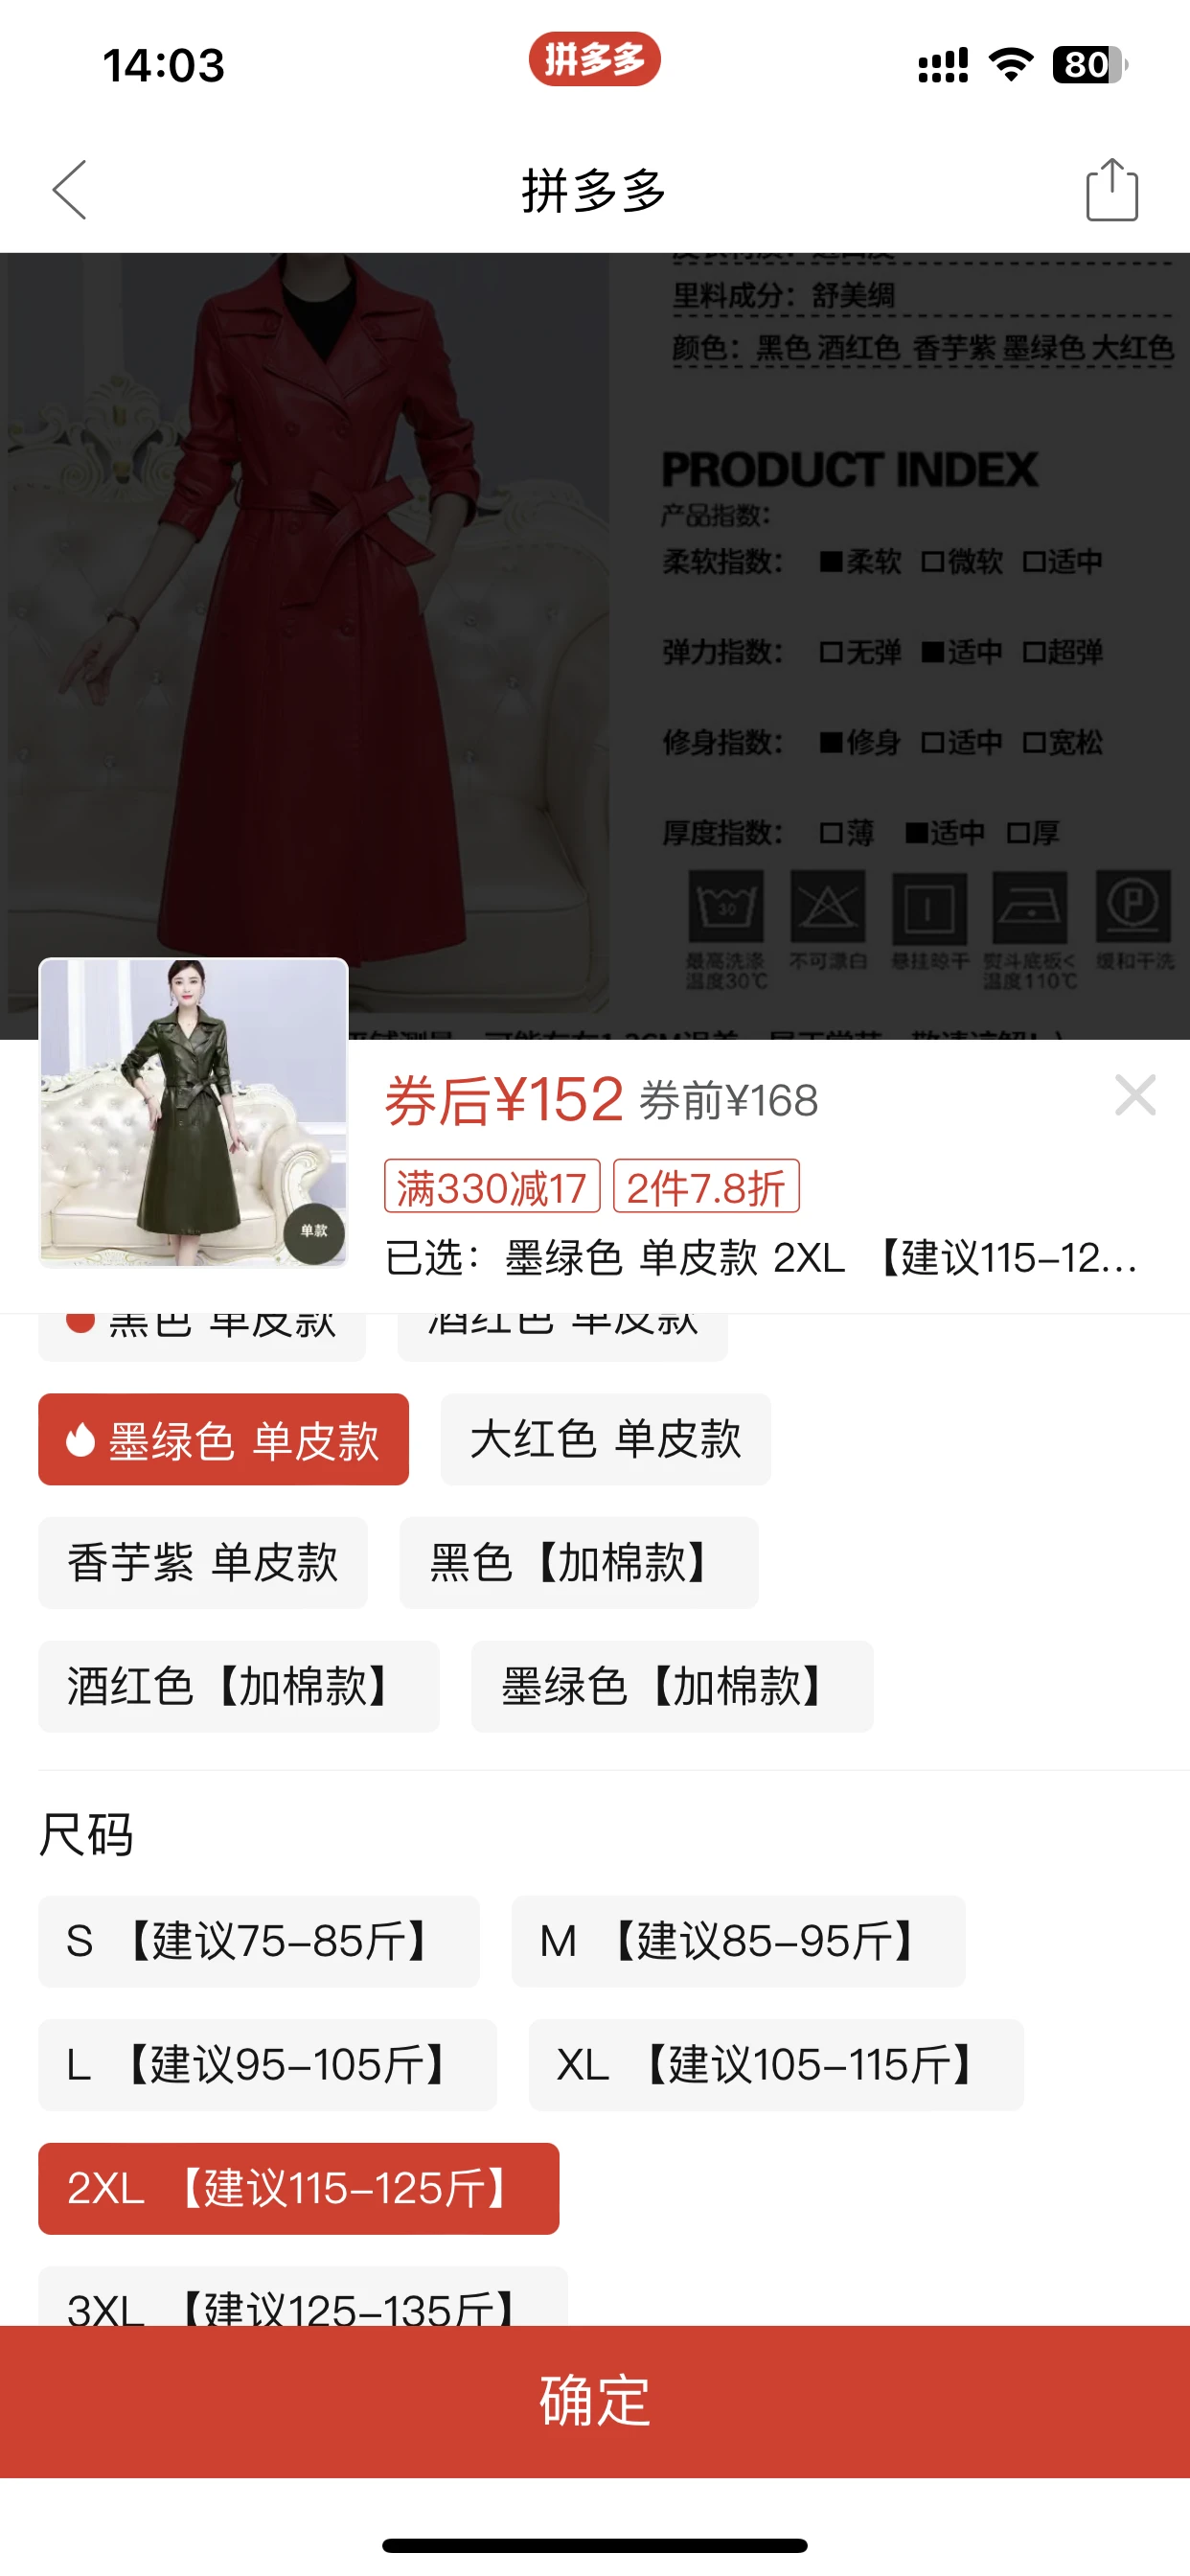 14:03
拼多多
80
拼多多
里料成分：舒美绸
颜色：黑色 酒红色 香芋紫 墨绿色 大红色
PRODUCT INDEX
产品指数：
柔软指数： ■柔软 □微软 □适中
弹力指数： □无弹 ■适中 □超弹
修身指数： ■修身 □适中 □宽松
厚度指数： □薄 ■适中 □厚
30
P
最高洗涤温度30℃
不可漂白
悬挂晾干
熨斗底板<温度110℃
缓和干洗
单款
券后¥152 券前¥168
满330减17 2件7.8折
已选：墨绿色 单皮款 2XL 【建议115-12...
黑色 单皮款 酒红色 单皮款
墨绿色 单皮款 大红色 单皮款
香芋紫 单皮款 黑色【加棉款】
酒红色【加棉款】 墨绿色【加棉款】
尺码
S 【建议75-85斤】 M 【建议85-95斤】
L 【建议95-105斤】 XL 【建议105-115斤】
2XL 【建议115-125斤】
3XL 【建议125-135斤】
确定